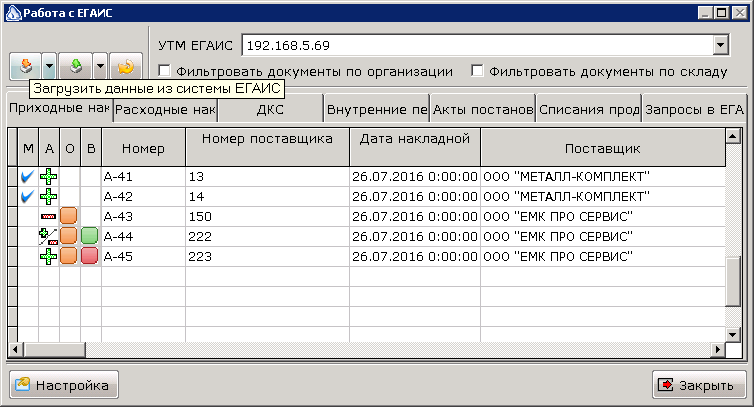 Работа с ЕГАИС
УТМ ЕГАИС 192.168.5.69
Фильтровать документы по организации Фильтровать документы по складу
Загрузить данные из системы ЕГАИС
Приходные нак Расходные нак ДКС Внутренние пе Акты постанов Списания прод Запросы в ЕГА
М А О В Номер Номер поставщика Дата накладной Поставщик
А-41 13 26.07.2016 0:00:00 ООО "МЕТАЛЛ-КОМПЛЕКТ"
А-42 14 26.07.2016 0:00:00 ООО "МЕТАЛЛ-КОМПЛЕКТ"
А-43 150 26.07.2016 0:00:00 ООО "ЕМК ПРО СЕРВИС"
А-44 222 26.07.2016 0:00:00 ООО "ЕМК ПРО СЕРВИС"
А-45 223 26.07.2016 0:00:00 ООО "ЕМК ПРО СЕРВИС"
Настройка Закрыть